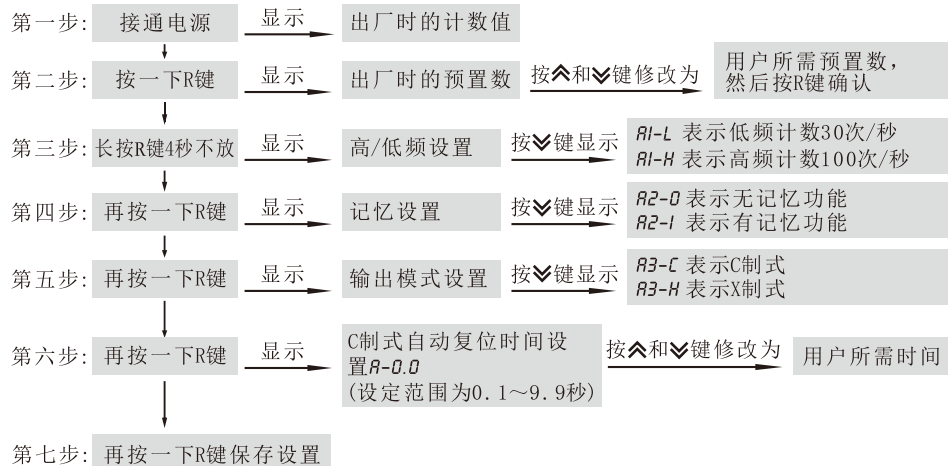 第一步: 接通电源 显示 出厂时的计数值
第二步: 按一下R键 显示 出厂时的预置数 按和键修改为 用户所需预置数，
然后按R键确认
第三步: 长按R键4秒不放 显示 高/低频设置 按键显示 A1-L 表示低频计数30次/秒
A1-H 表示高频计数100次/秒
第四步: 再按一下R键 显示 记忆设置 按键显示 A2-0 表示无记忆功能
A2-1 表示有记忆功能
第五步: 再按一下R键 显示 输出模式设置 按键显示 A3-C 表示C制式
A3-H 表示X制式
第六步: 再按一下R键 显示 C制式自动复位时间设
置A-0.0
(设定范围为0.1～9.9秒) 按和键修改为 用户所需时间
第七步: 再按一下R键保存设置